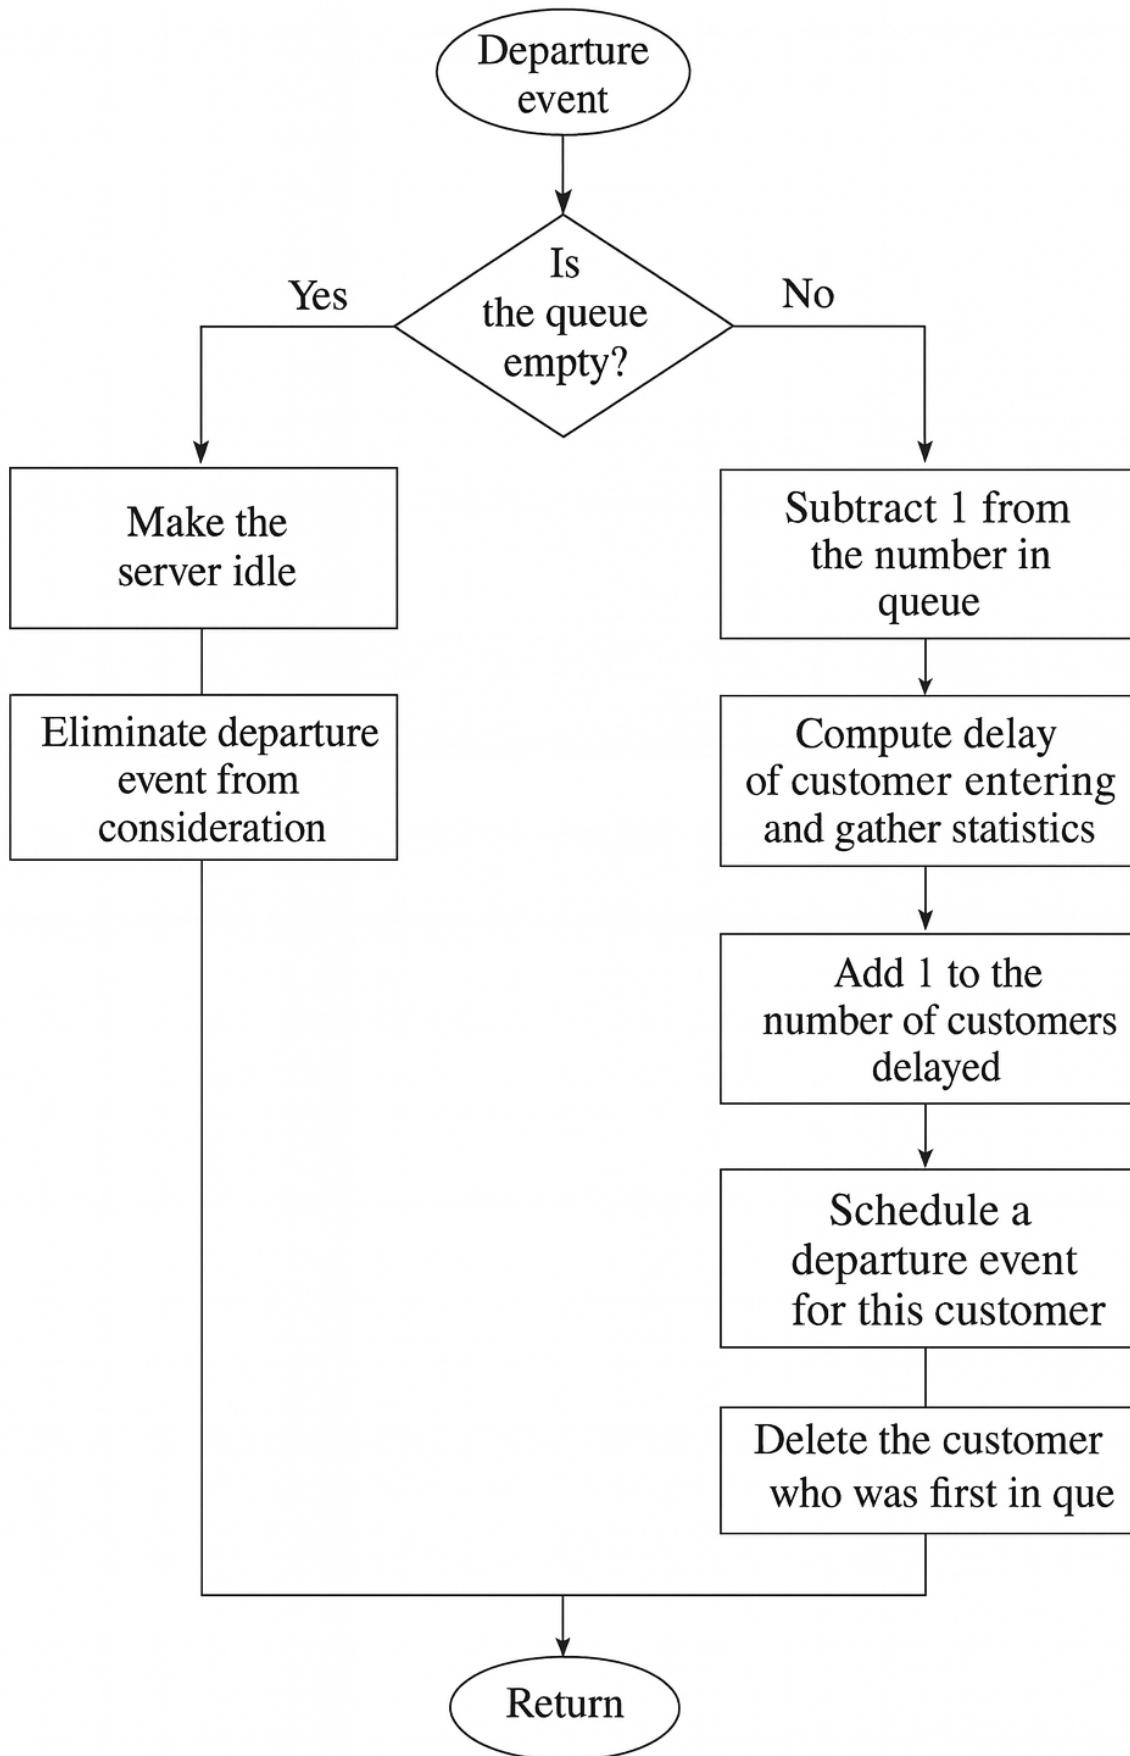 Departure
event
Is
the queue
empty?
Yes
No
Make the
server idle
Eliminate departure
event from
consideration
Subtract 1 from
the number in
queue
Compute delay
of customer entering
and gather statistics
Add 1 to the
number of customers
delayed
Schedule a
departure event
for this customer
Delete the customer
who was first in que
Return